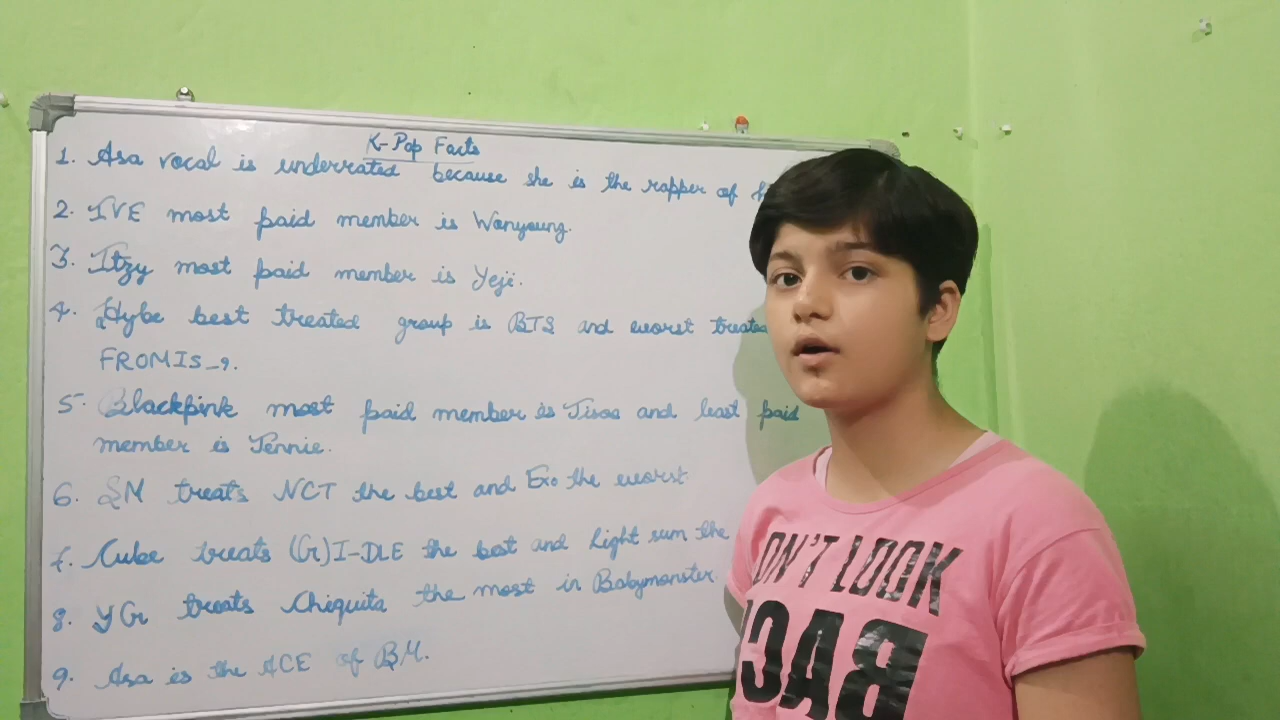 K-Pop Facts
1. Asa vocal is underrated because she is the rapper of
2. IVE most paid member is Wonyoung.
3. Itzy most paid member is Yeji.
4. Hybe best treated group is BTS and worst treated
FROMIS_9.
5. Blackpink most paid member is Jisoo and least paid
member is Jennie.
6. SM treats NCT the best and Exo the worst
7. Cube treats (G)I-DLE the best and Light sum the
8. YG treats Chiquita the most in Babymonster.
9. Asa is the ACE of BM.
ON'T LOOK
BACK